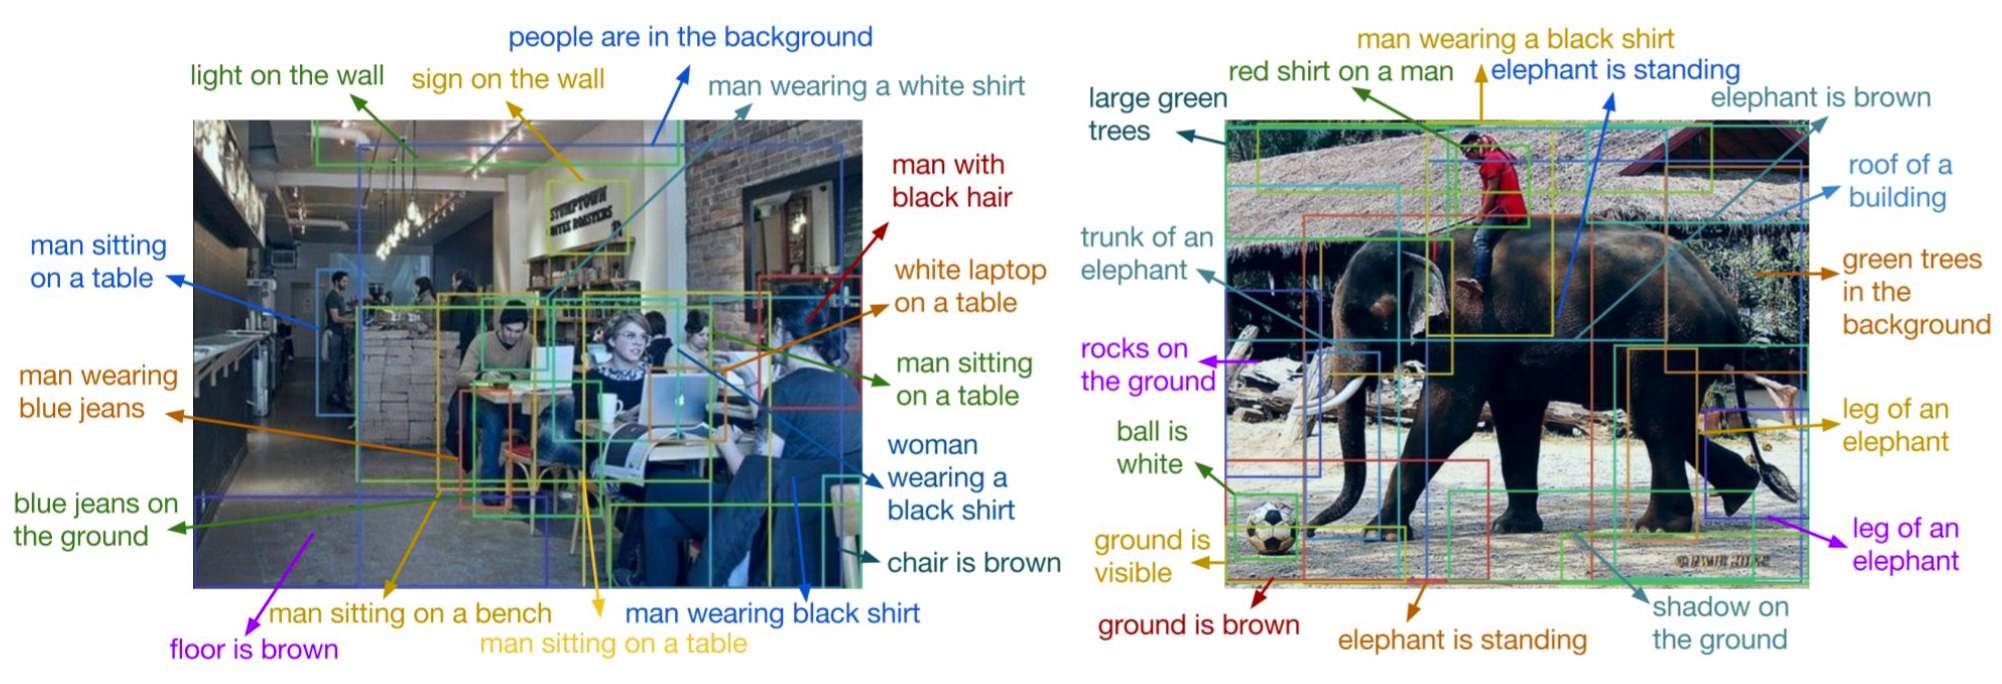 people are in the background
light on the wall
sign on the wall
man wearing a white shirt
man with
black hair
man sitting
on a table
white laptop
on a table
man wearing
blue jeans
man sitting
on a table
woman
wearing a
black shirt
blue jeans on
the ground
chair is brown
man sitting on a bench
man wearing black shirt
man sitting on a table
floor is brown
STUMPTOWN
COFFEE ROASTERS
man wearing a black shirt
red shirt on a man
elephant is standing
large green
trees
elephant is brown
roof of a
building
trunk of an
elephant
green trees
in the
background
rocks on
the ground
leg of an
elephant
ball is
white
ground is
visible
leg of an
elephant
ground is brown
elephant is standing
shadow on
the ground